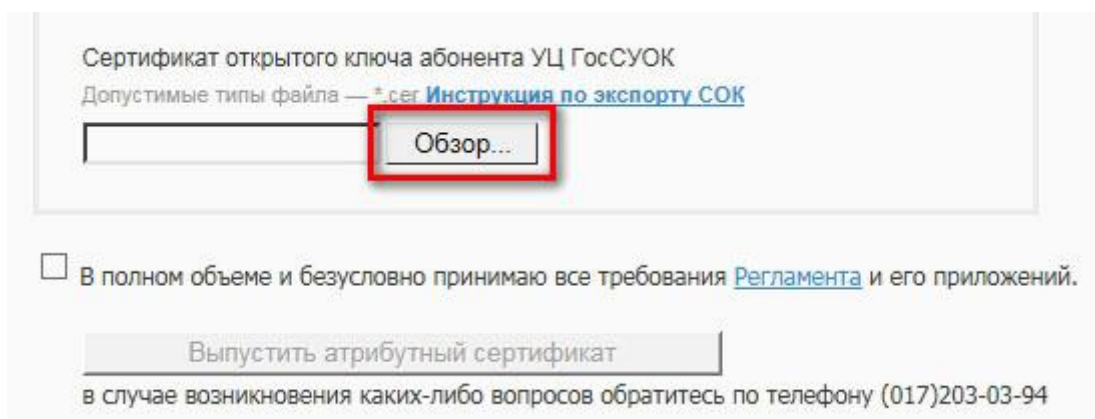 Сертификат открытого ключа абонента УЦ ГосСУОК
Допустимые типы файла — *.cer Инструкция по экспорту СОК
Обзор...
В полном объеме и безусловно принимаю все требования Регламента и его приложений.
Выпустить атрибутный сертификат
в случае возникновения каких-либо вопросов обратитесь по телефону (017)203-03-94